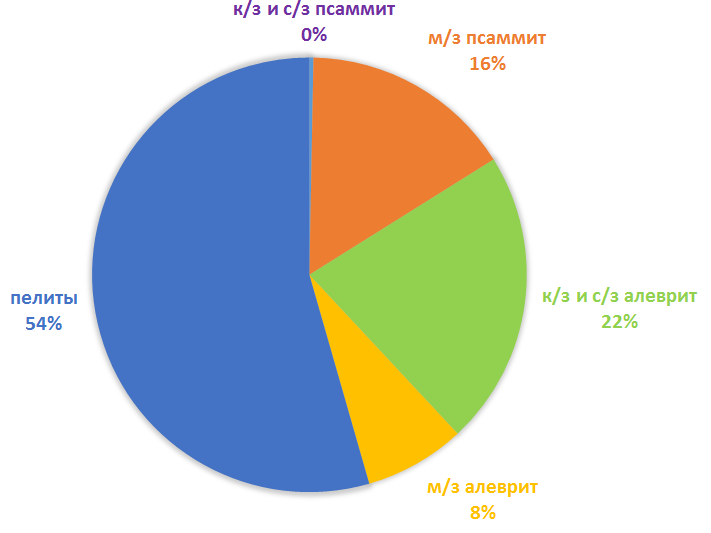 к/з и с/з псаммит
0%
м/з псаммит
16%
к/з и с/з алеврит
22%
м/з алеврит
8%
пелиты
54%